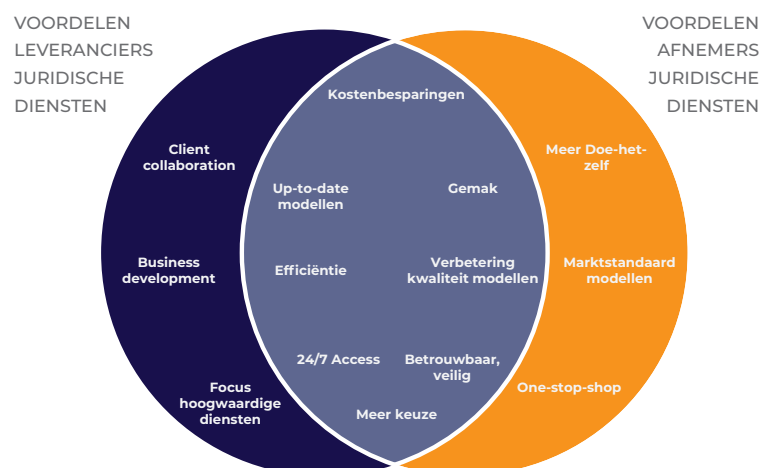 VOORDELEN
LEVERANCIERS
JURIDISCHE
DIENSTEN
VOORDELEN
AFNEMERS
JURIDISCHE
DIENSTEN
Kostenbesparingen
Client
collaboration
Meer Doe-het-
zelf
Up-to-date
modellen
Gemak
Business
development
Efficiëntie
Verbetering
kwaliteit modellen
Marktstandaard
modellen
24/7 Access
Betrouwbaar,
veilig
Focus
hoogwaardige
diensten
One-stop-shop
Meer keuze